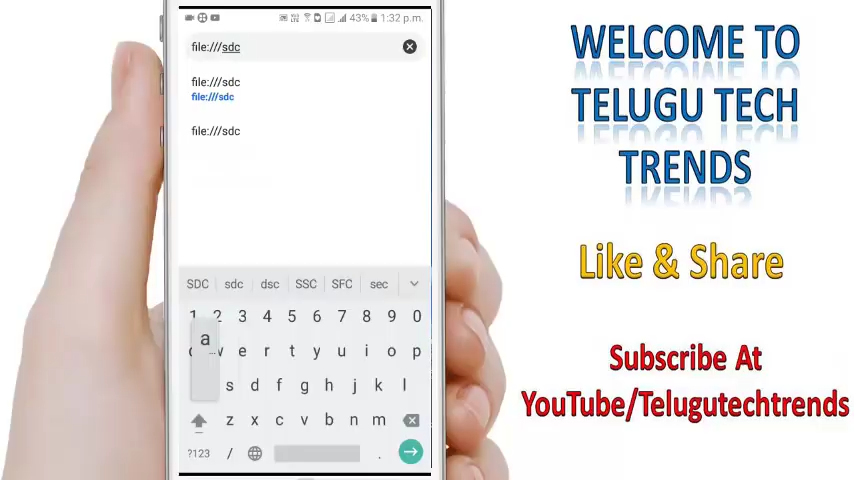 43% 1:32 p.m.
file:///sdc
file:///sdc
file:///sdc
file:///sdc
SDC sdc dsc SSC SFC sec
1 2 3 4 5 6 7 8 9 0
w e r t y u i o p
a
s d f g h j k l
z x c v b n m
?123 / .
WELCOME TO
TELUGU TECH
TRENDS
Like & Share
Subscribe At
YouTube/Telugutechtrends